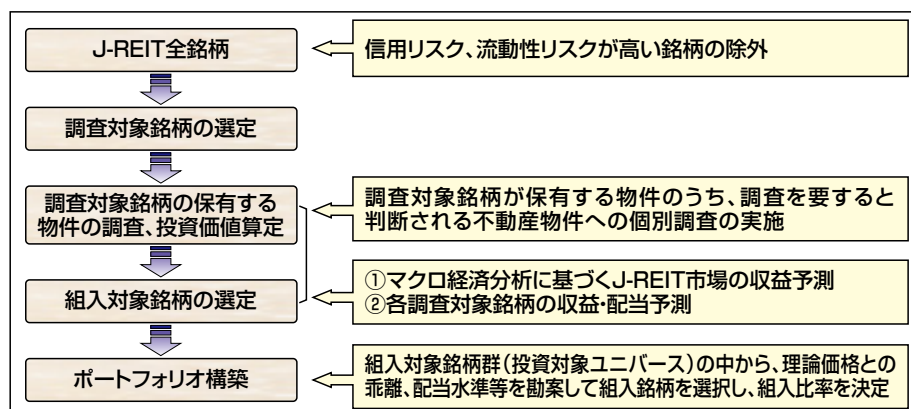 J-REIT全銘柄
信用リスク、流動性リスクが高い銘柄の除外
調査対象銘柄の選定
調査対象銘柄の保有する
物件の調査、投資価値算定
調査対象銘柄が保有する物件のうち、調査を要すると
判断される不動産物件への個別調査の実施
組入対象銘柄の選定
①マクロ経済分析に基づくJ-REIT市場の収益予測
②各調査対象銘柄の収益・配当予測
ポートフォリオ構築
組入対象銘柄群(投資対象ユニバース)の中から、理論価格との
乖離、配当水準等を勘案して組入銘柄を選択し、組入比率を決定